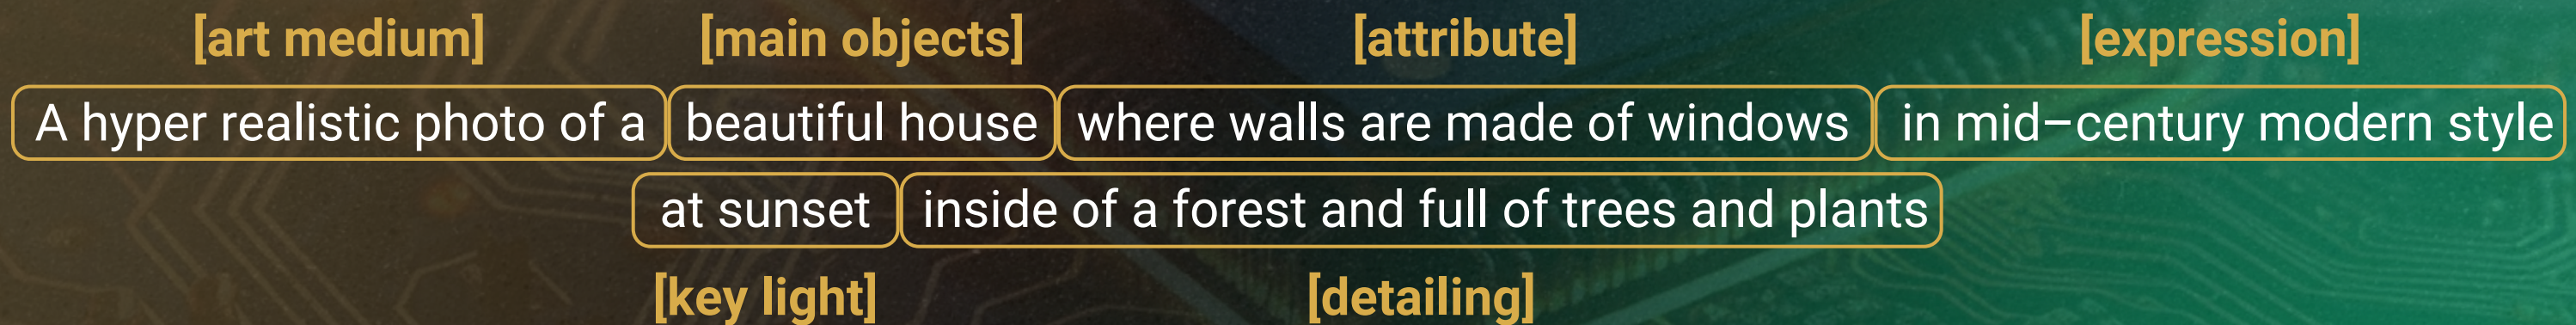 [art medium] [main objects] [attribute] [expression]
A hyper realistic photo of a beautiful house where walls are made of windows in mid–century modern style
at sunset inside of a forest and full of trees and plants
[key light] [detailing]